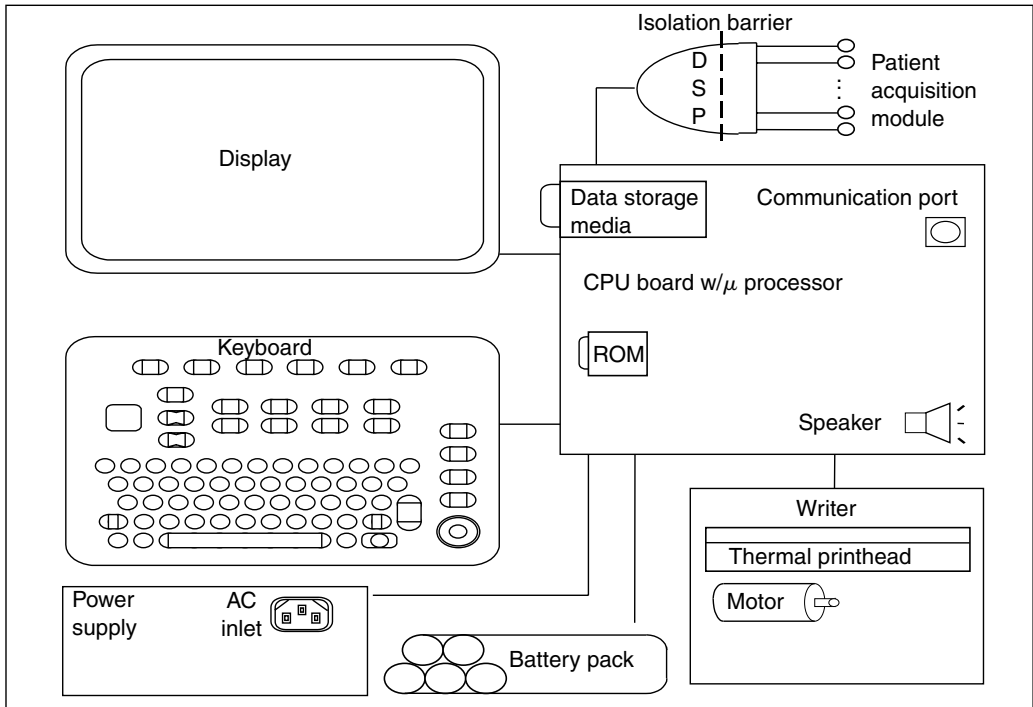 Isolation barrier
D
S
P
Patient
acquisition
module
Display
Data storage
media
Communication port
CPU board w/μ processor
Keyboard
ROM
Speaker
Writer
Thermal printhead
Motor
Power
supply
AC
inlet
Battery pack